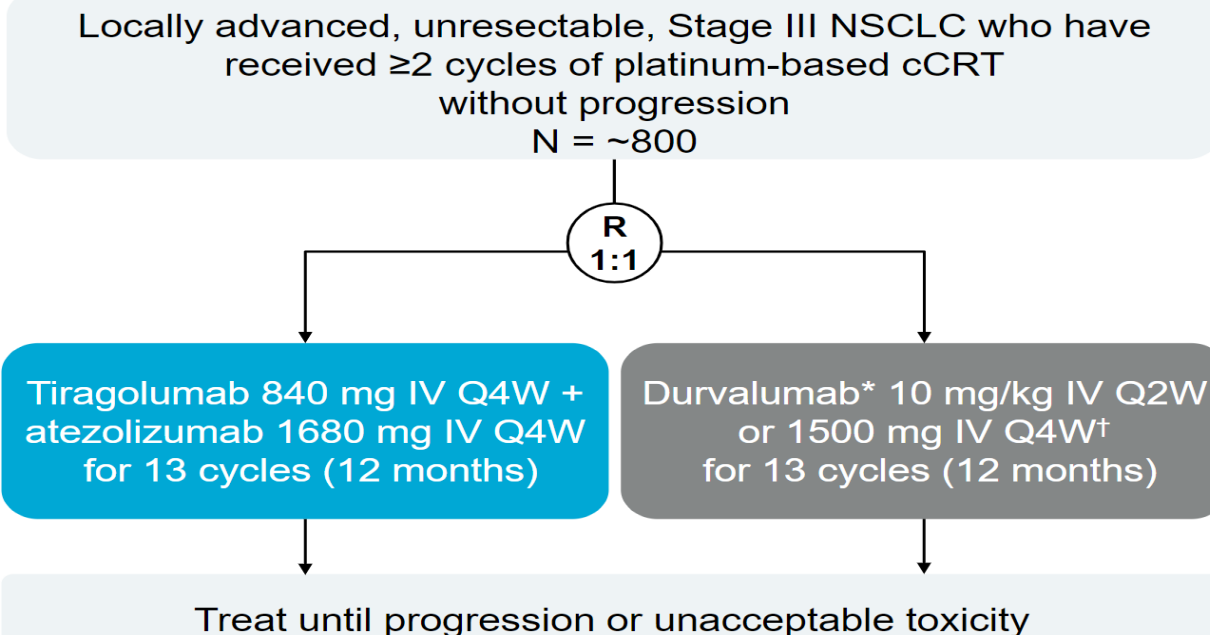 Locally advanced, unresectable, Stage III NSCLC who have
received ≥2 cycles of platinum-based cCRT
without progression
N = ~800
R
1:1
Tiragolumab 840 mg IV Q4W +
atezolizumab 1680 mg IV Q4W
for 13 cycles (12 months)
Durvalumab* 10 mg/kg IV Q2W
or 1500 mg IV Q4W†
for 13 cycles (12 months)
Treat until progression or unacceptable toxicity